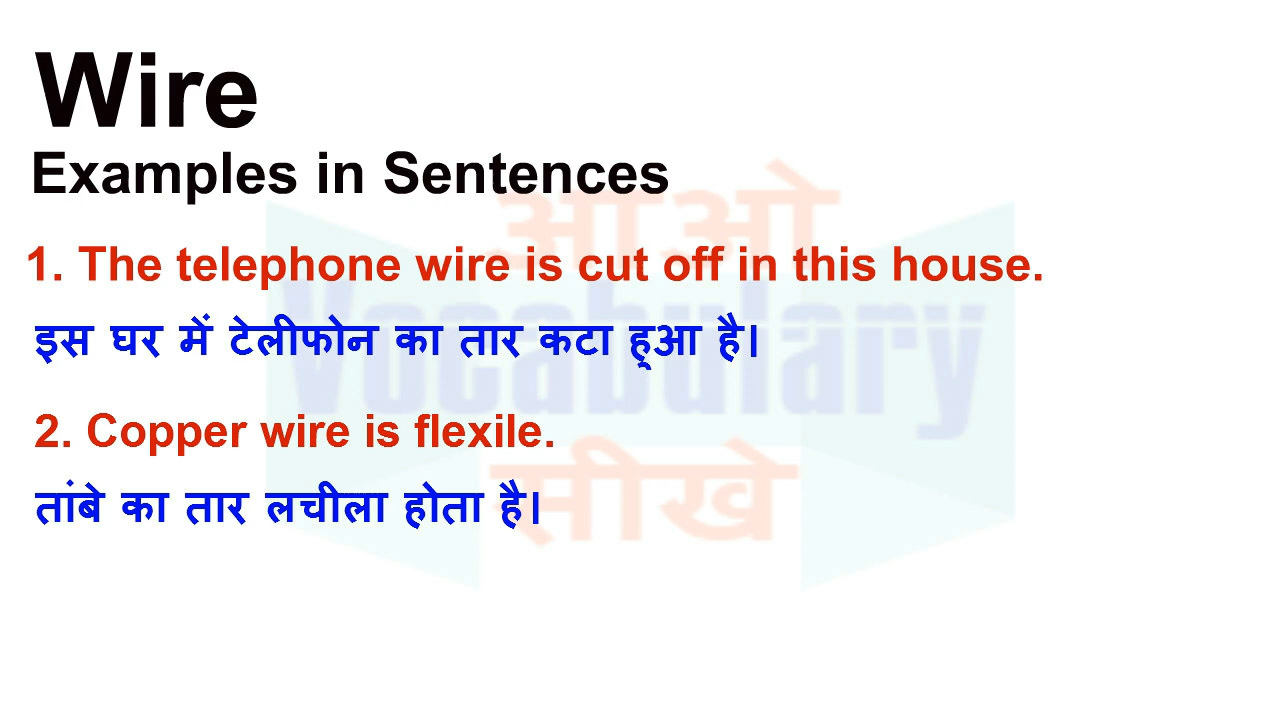 Wire
Examples in Sentences
1. The telephone wire is cut off in this house.
इस घर में टेलीफोन का तार कटा हुआ है।
2. Copper wire is flexile.
तांबे का तार लचीला होता है।
आओ
Vocabulary
सीखे